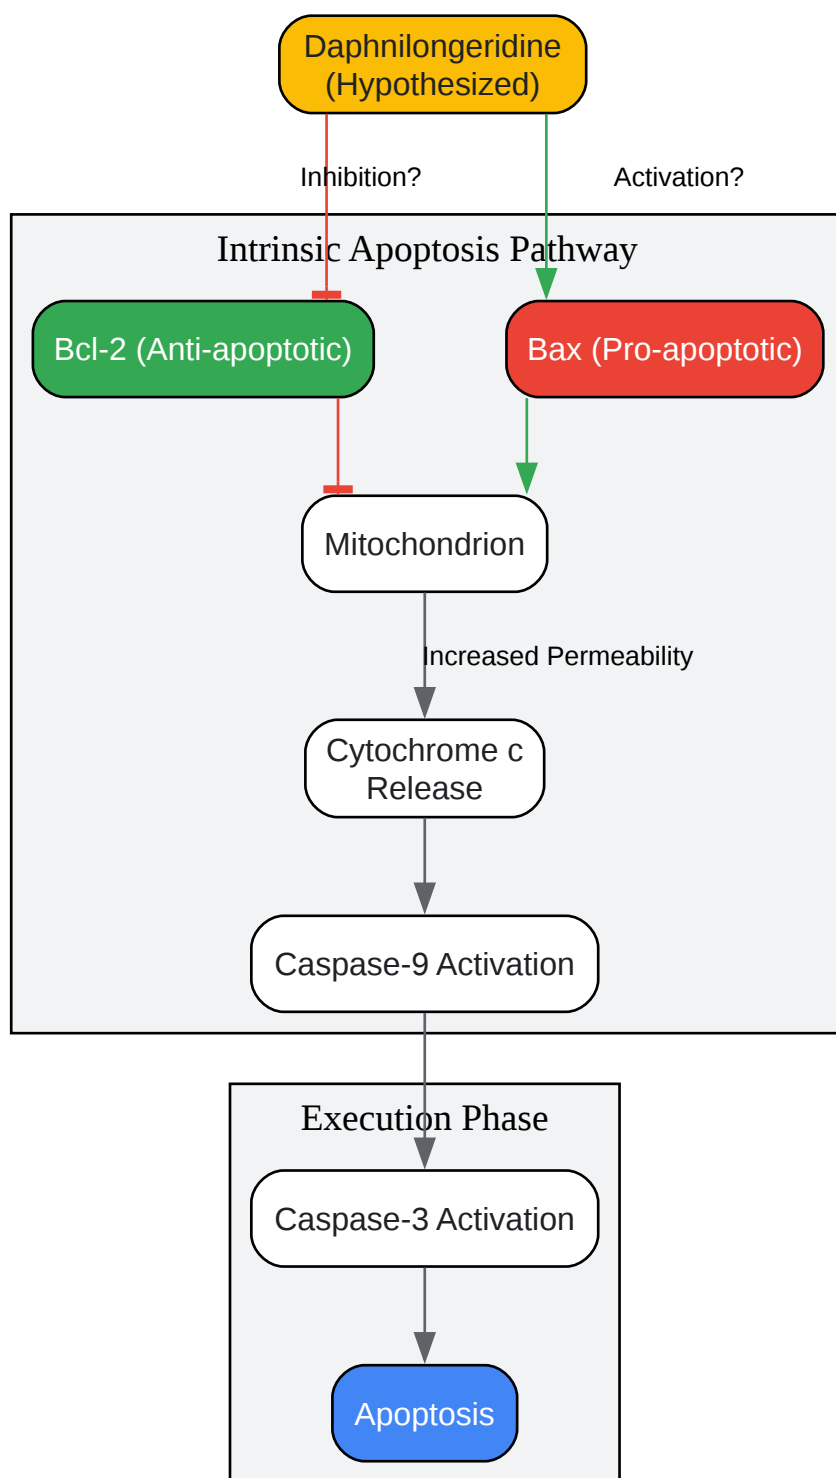 Daphnilongeridine
(Hypothesized)
Inhibition?
Activation?
Intrinsic Apoptosis Pathway
Bcl-2 (Anti-apoptotic)
Bax (Pro-apoptotic)
Mitochondrion
Increased Permeability
Cytochrome c
Release
Caspase-9 Activation
Execution Phase
Caspase-3 Activation
Apoptosis